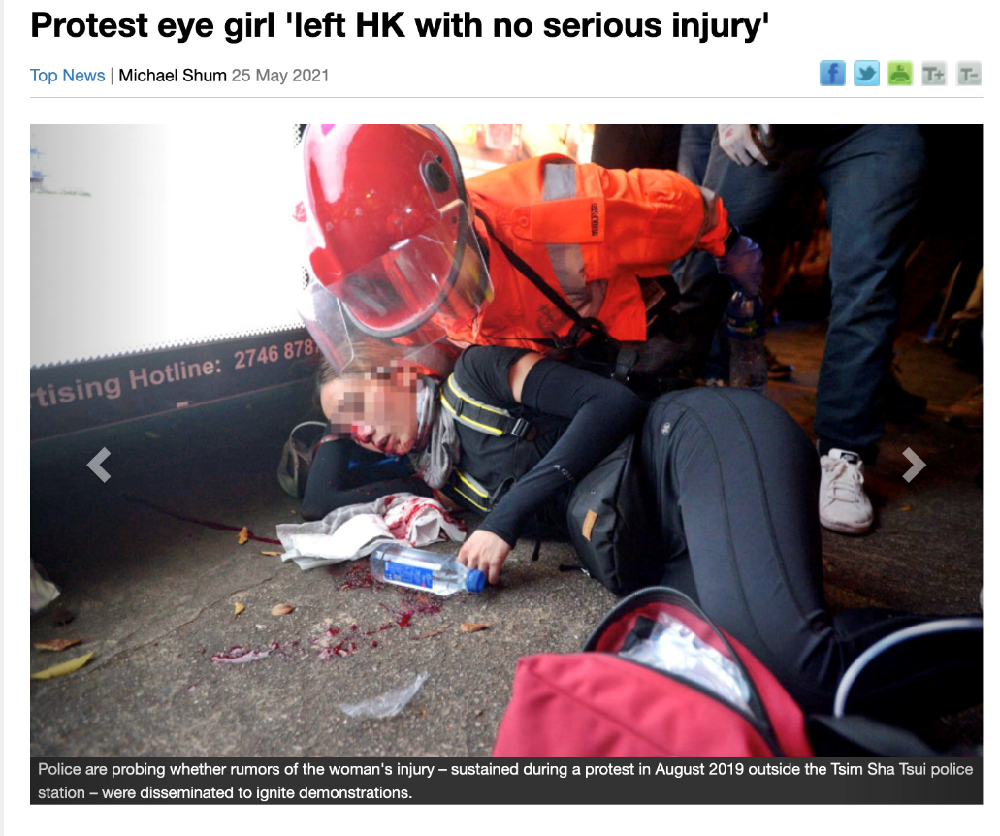 Protest eye girl 'left HK with no serious injury'
Top News | Michael Shum 25 May 2021
T+ T-
tising Hotline: 2746 878
Police are probing whether rumors of the woman's injury – sustained during a protest in August 2019 outside the Tsim Sha Tsui police
station – were disseminated to ignite demonstrations.